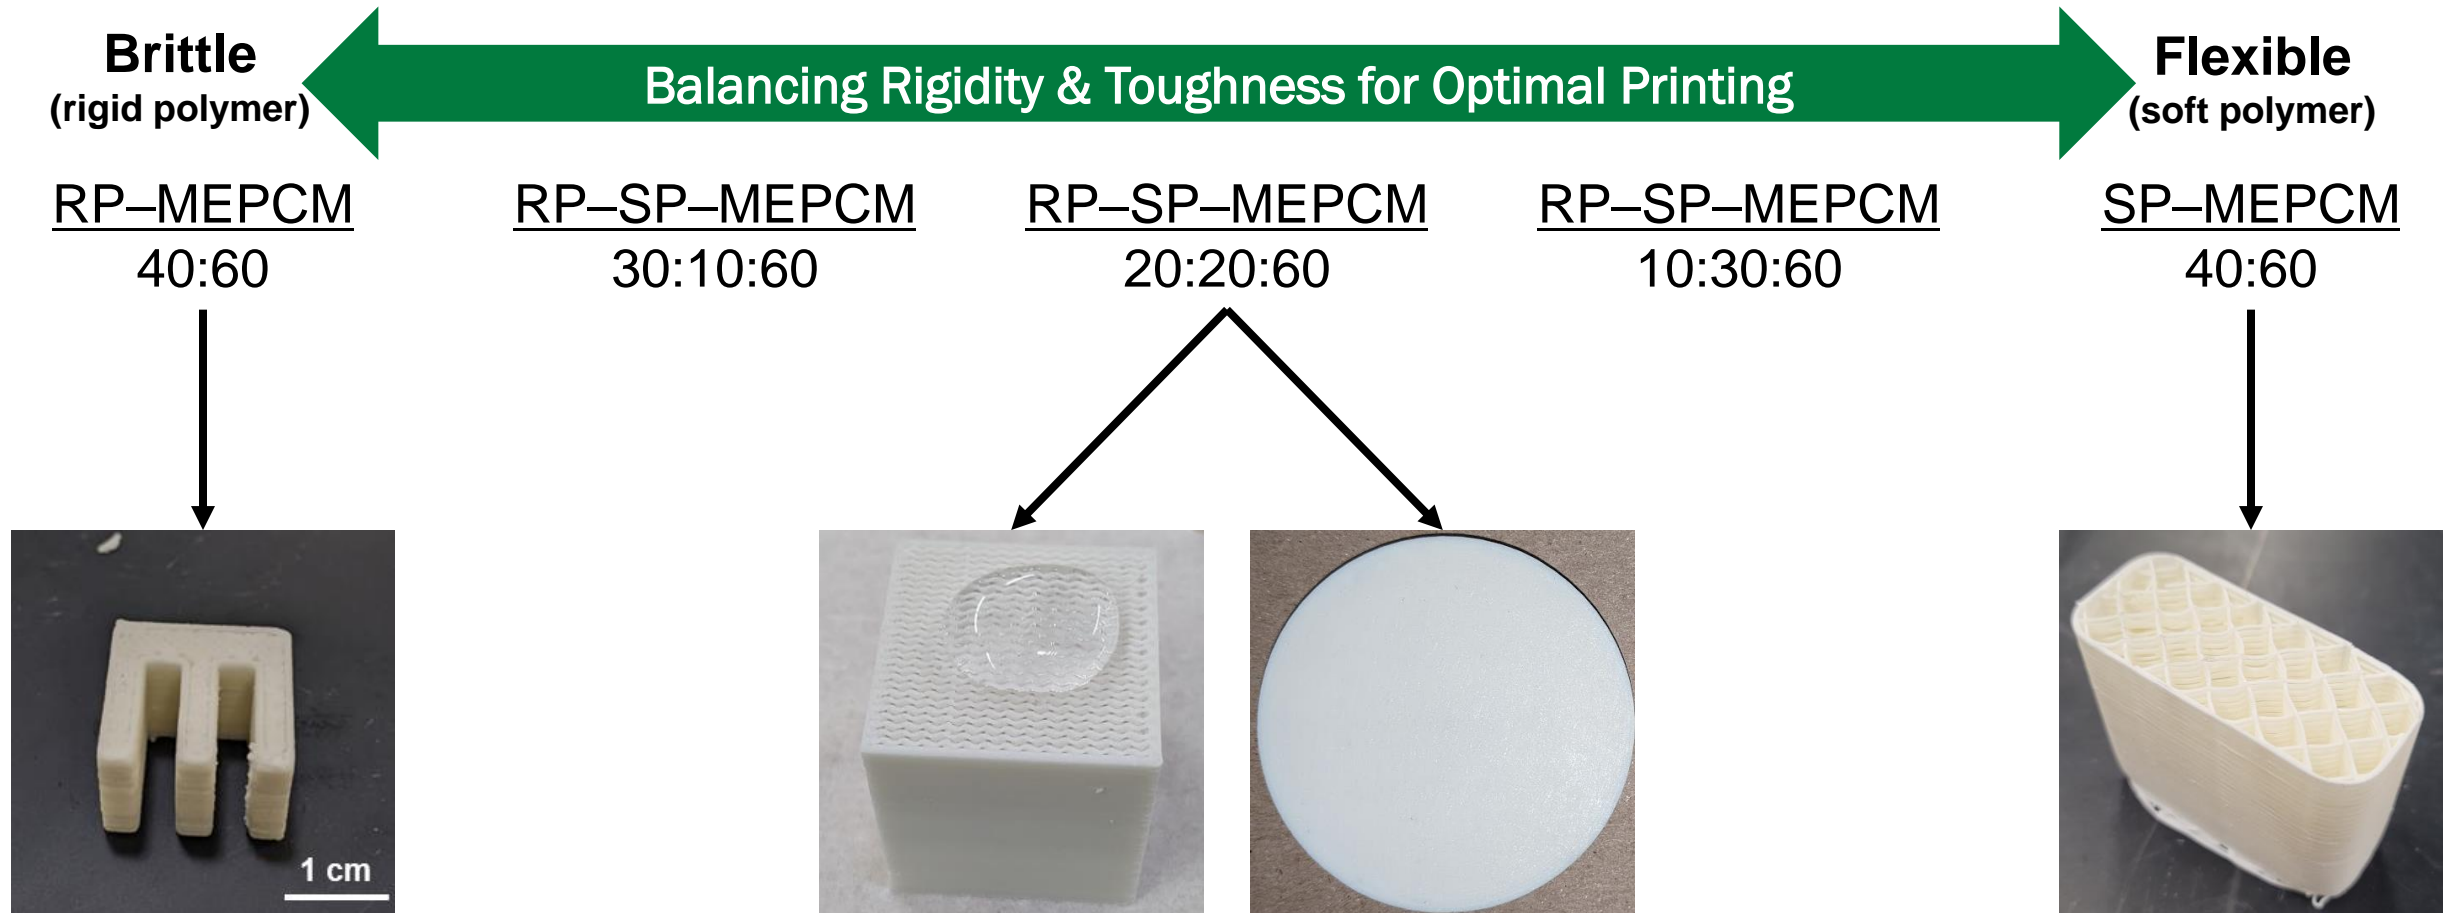 Brittle
(rigid polymer)
Balancing Rigidity & Toughness for Optimal Printing
Flexible
(soft polymer)
RP–MEPCM
40:60
RP–SP–MEPCM
30:10:60
RP–SP–MEPCM
20:20:60
RP–SP–MEPCM
10:30:60
SP–MEPCM
40:60
1 cm